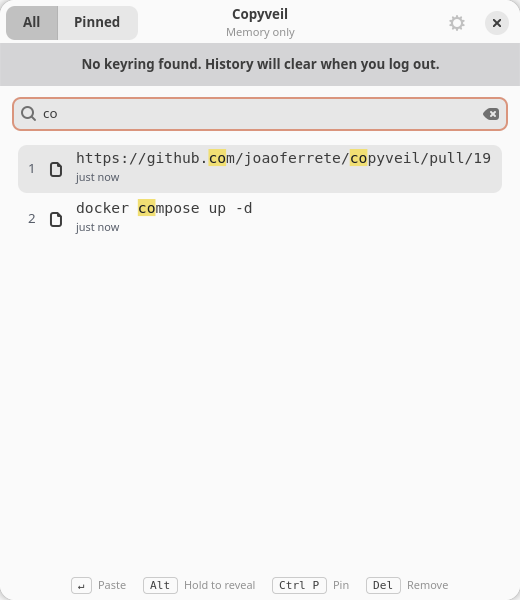 All Pinned Copyveil
Memory only
No keyring found. History will clear when you log out.
co
1 https://github.com/joaoferrete/copyveil/pull/19
just now
2 docker compose up -d
just now
↵ Paste Alt Hold to reveal Ctrl P Pin Del Remove